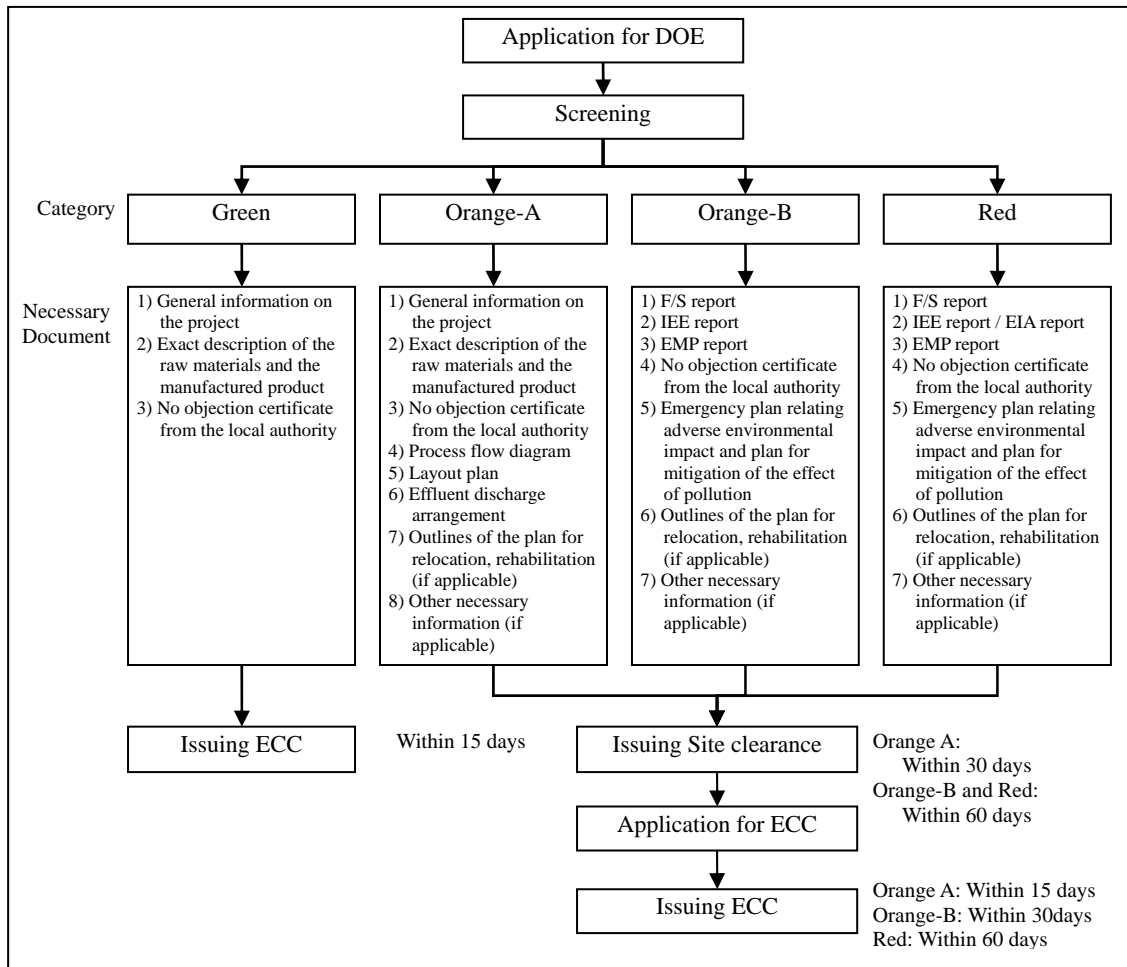 Application for DOE
Screening
Category
Green
Orange-A
Orange-B
Red
Necessary
Document
1) General information on
the project
2) Exact description of the
raw materials and the
manufactured product
3) No objection certificate
from the local authority
1) General information on
the project
2) Exact description of the
raw materials and the
manufactured product
3) No objection certificate
from the local authority
4) Process flow diagram
5) Layout plan
6) Effluent discharge
arrangement
7) Outlines of the plan for
relocation, rehabilitation
(if applicable)
8) Other necessary
information (if
applicable)
1) F/S report
2) IEE report
3) EMP report
4) No objection certificate
from the local authority
5) Emergency plan relating
adverse environmental
impact and plan for
mitigation of the effect
of pollution
6) Outlines of the plan for
relocation, rehabilitation
(if applicable)
7) Other necessary
information (if
applicable)
1) F/S report
2) IEE report / EIA report
3) EMP report
4) No objection certificate
from the local authority
5) Emergency plan relating
adverse environmental
impact and plan for
mitigation of the effect
of pollution
6) Outlines of the plan for
relocation, rehabilitation
(if applicable)
7) Other necessary
information (if
applicable)
Issuing ECC
Within 15 days
Issuing Site clearance
Orange A:
Within 30 days
Orange-B and Red:
Within 60 days
Application for ECC
Issuing ECC
Orange A: Within 15 days
Orange-B: Within 30days
Red: Within 60 days